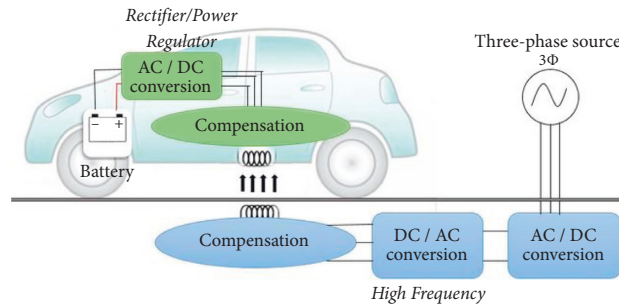 Rectifier/Power
Regulator
AC / DC
conversion
Compensation
− +
Battery
Three-phase source
3Φ
Compensation
DC / AC
conversion
High Frequency
AC / DC
conversion